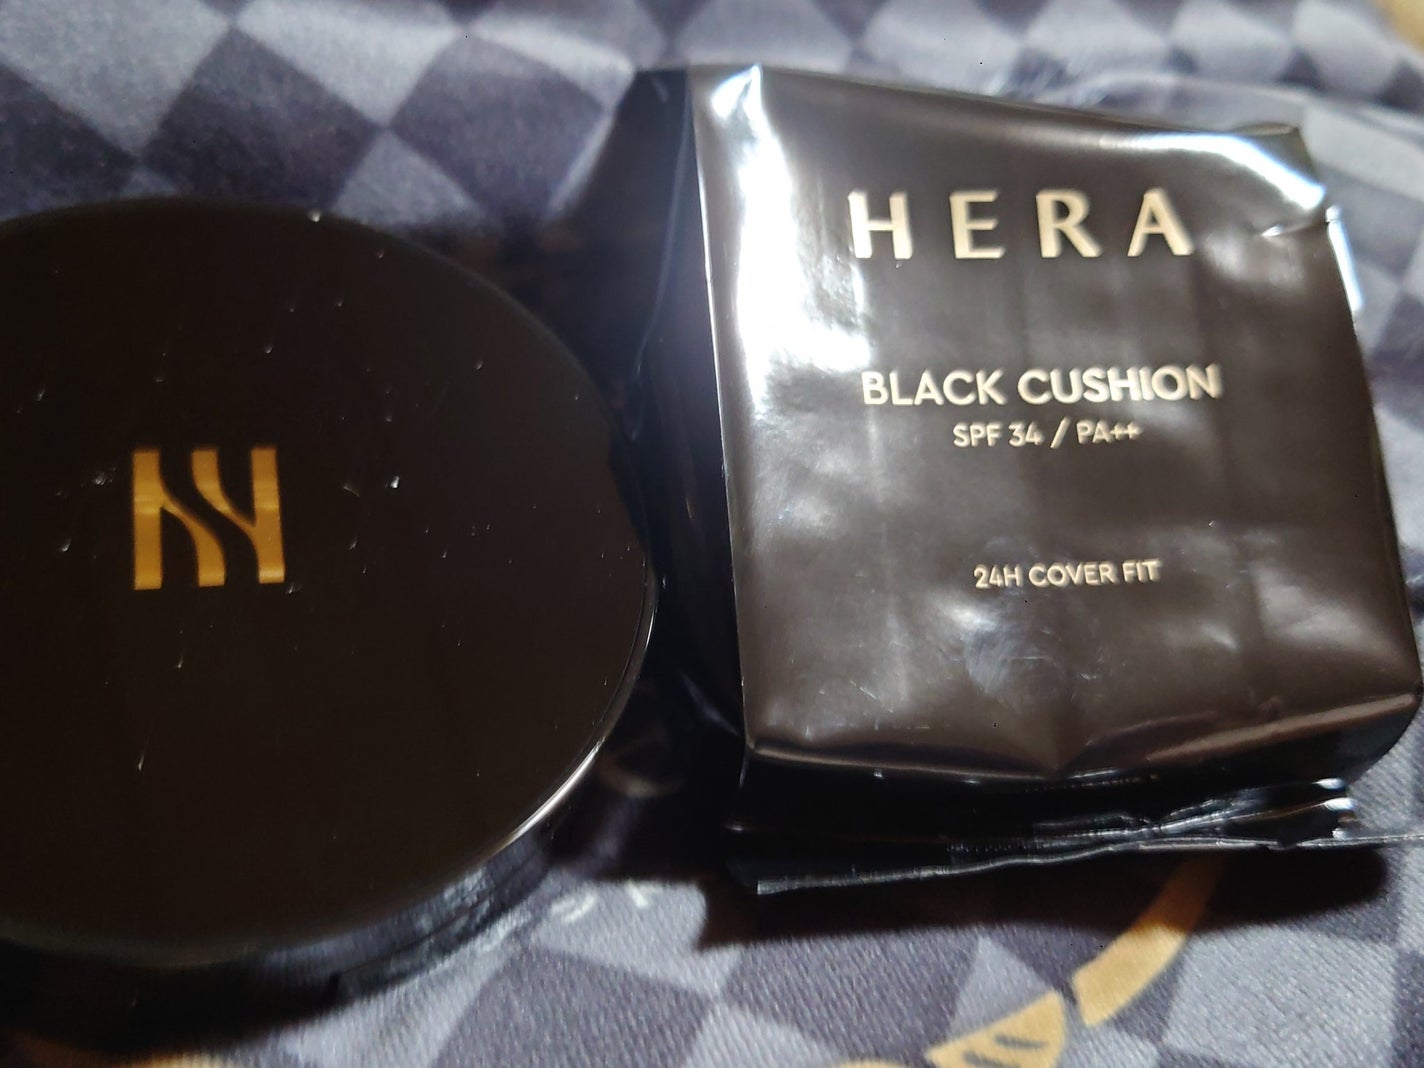 HERA
BLACK CUSHION
SPF 34 / PA++
24H COVER FIT